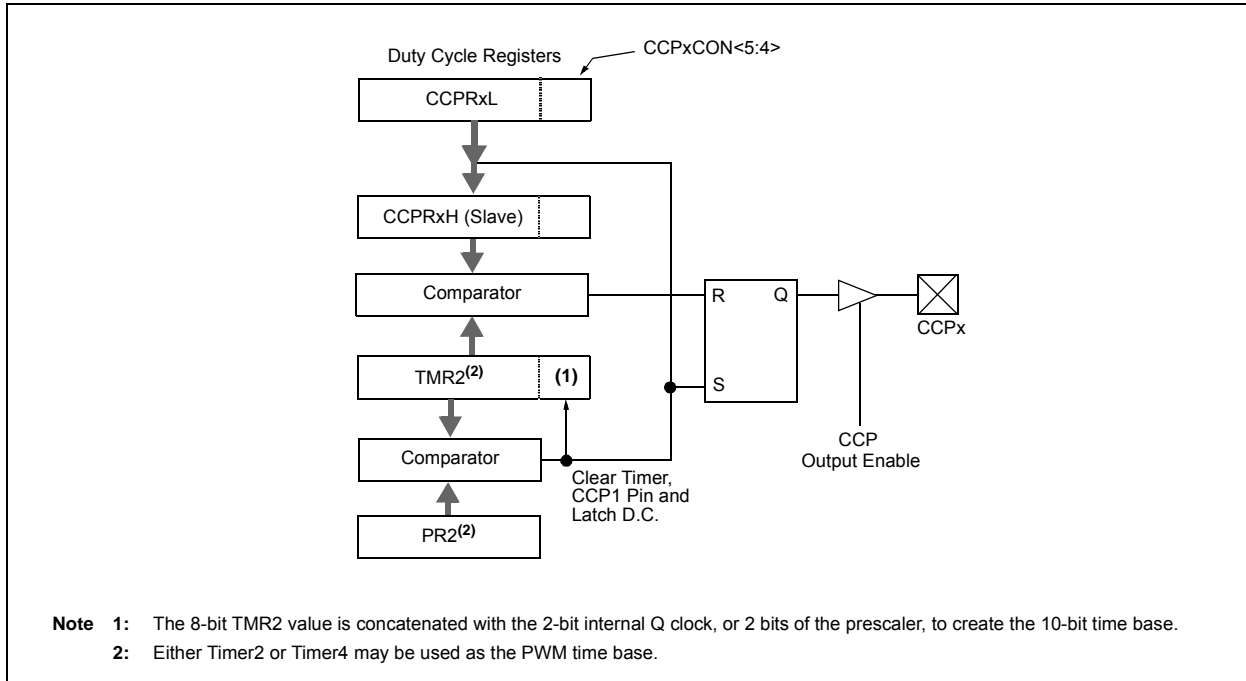 Duty Cycle Registers
CCPxCON<5:4>
CCPRxL
CCPRxH (Slave)
Comparator
R Q
CCPx
TMR2(2) (1)
S
Comparator
CCP
Output Enable
Clear Timer,
CCP1 Pin and
Latch D.C.
PR2(2)
Note 1: The 8-bit TMR2 value is concatenated with the 2-bit internal Q clock, or 2 bits of the prescaler, to create the 10-bit time base.
2: Either Timer2 or Timer4 may be used as the PWM time base.